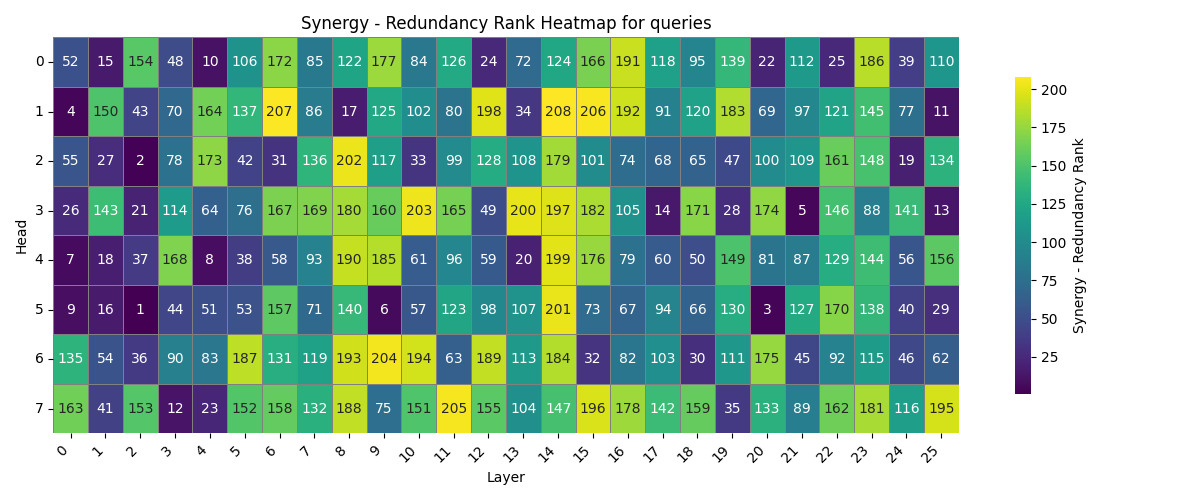 Synergy - Redundancy Rank Heatmap for queries
0 52 15 154 48 10 106 172 85 122 177 84 126 24 72 124 166 191 118 95 139 22 112 25 186 39 110
1 4 150 43 70 164 137 207 86 17 125 102 80 198 34 208 206 192 91 120 183 69 97 121 145 77 11
2 55 27 2 78 173 42 31 136 202 117 33 99 128 108 179 101 74 68 65 47 100 109 161 148 19 134
3 26 143 21 114 64 76 167 169 180 160 203 165 49 200 197 182 105 14 171 28 174 5 146 88 141 13
4 7 18 37 168 8 38 58 93 190 185 61 96 59 20 199 176 79 60 50 149 81 87 129 144 56 156
5 9 16 1 44 51 53 157 71 140 6 57 123 98 107 201 73 67 94 66 130 3 127 170 138 40 29
6 135 54 36 90 83 187 131 119 193 204 194 63 189 113 184 32 82 103 30 111 175 45 92 115 46 62
7 163 41 153 12 23 152 158 132 188 75 151 205 155 104 147 196 178 142 159 35 133 89 162 181 116 195
0 1 2 3 4 5 6 7 8 9 10 11 12 13 14 15 16 17 18 19 20 21 22 23 24 25
Layer
Head
200
175
150
125
100
75
50
25
Synergy - Redundancy Rank